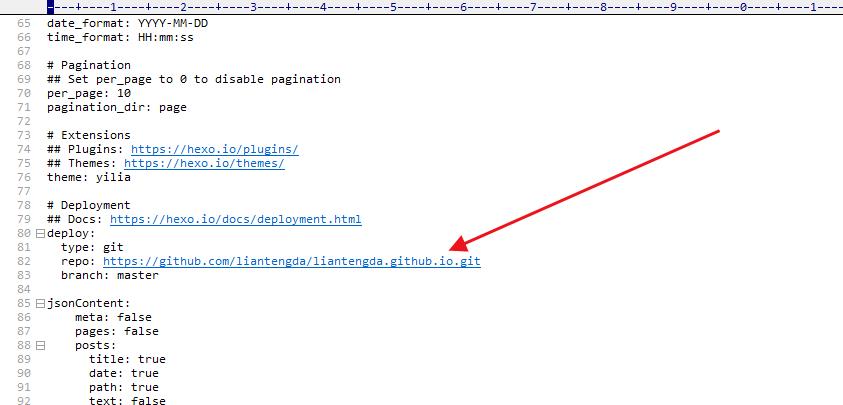 ----+----1----+----2----+----3----+----4----+----5----+----6----+----7----+----8----+----9----+----0----+----1---
65 date_format: YYYY-MM-DD
66 time_format: HH:mm:ss
67
68 # Pagination
69 ## Set per_page to 0 to disable pagination
70 per_page: 10
71 pagination_dir: page
72
73 # Extensions
74 ## Plugins: https://hexo.io/plugins/
75 ## Themes: https://hexo.io/themes/
76 theme: yilia
77
78 # Deployment
79 ## Docs: https://hexo.io/docs/deployment.html
80 deploy:
81   type: git
82   repo: https://github.com/liantengda/liantengda.github.io.git
83   branch: master
84
85 jsonContent:
86     meta: false
87     pages: false
88     posts:
89       title: true
90       date: true
91       path: true
92       text: false